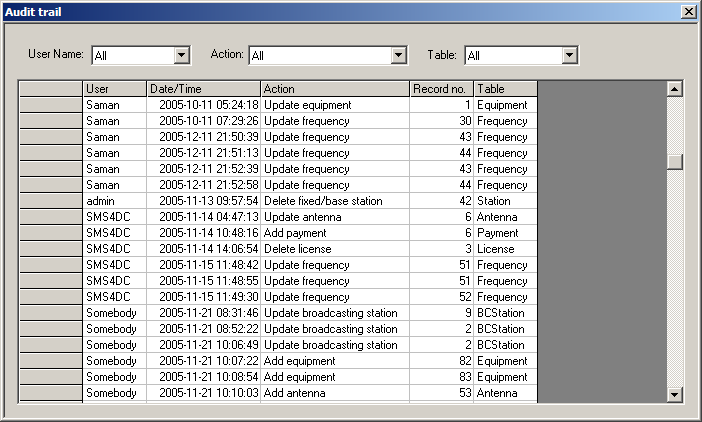 Audit trail
User Name: All Action: All Table: All
User Date/Time Action Record no. Table
Saman 2005-10-11 05:24:18 Update equipment 1 Equipment
Saman 2005-10-11 07:29:26 Update frequency 30 Frequency
Saman 2005-12-11 21:50:39 Update frequency 43 Frequency
Saman 2005-12-11 21:51:13 Update frequency 44 Frequency
Saman 2005-12-11 21:52:39 Update frequency 43 Frequency
Saman 2005-12-11 21:52:58 Update frequency 44 Frequency
admin 2005-11-13 09:57:54 Delete fixed/base station 42 Station
SMS4DC 2005-11-14 04:47:13 Update antenna 6 Antenna
SMS4DC 2005-11-14 10:48:16 Add payment 6 Payment
SMS4DC 2005-11-14 14:06:54 Delete license 3 License
SMS4DC 2005-11-15 11:48:42 Update frequency 51 Frequency
SMS4DC 2005-11-15 11:48:55 Update frequency 51 Frequency
SMS4DC 2005-11-15 11:49:30 Update frequency 52 Frequency
Somebody 2005-11-21 08:31:46 Update broadcasting station 9 BCStation
Somebody 2005-11-21 08:52:22 Update broadcasting station 2 BCStation
Somebody 2005-11-21 10:06:49 Update broadcasting station 2 BCStation
Somebody 2005-11-21 10:07:22 Add equipment 82 Equipment
Somebody 2005-11-21 10:08:54 Add equipment 83 Equipment
Somebody 2005-11-21 10:10:03 Add antenna 53 Antenna